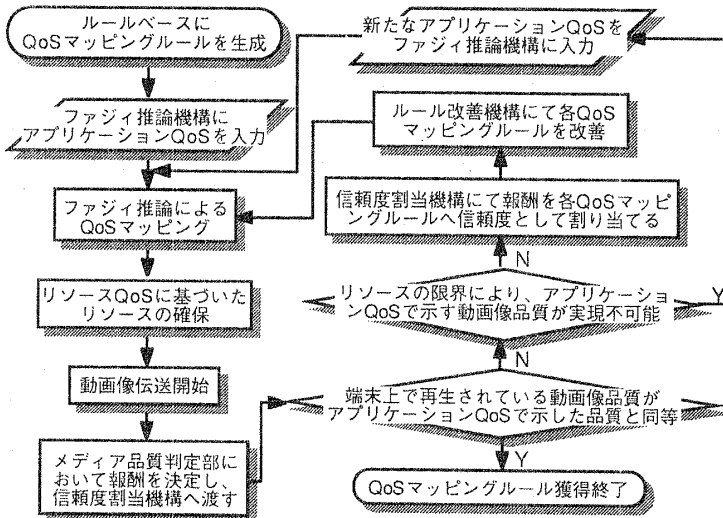 ルールベースに
QoSマッピングルールを生成
ファジィ推論機構に
アプリケーションQoSを入力
ファジィ推論による
QoSマッピング
リソースQoSに基づいた
リソースの確保
動画像伝送開始
メディア品質判定部に
おいて報酬を決定し、
信頼度割当機構へ渡す
新たなアプリケーションQoSを
ファジィ推論機構に入力
ルール改善機構にて各QoS
マッピングルールを改善
信頼度割当機構にて報酬を各QoSマッピ
ングルールへ信頼度として割り当てる
N
リソースの限界により、アプリケーショ
ンQoSで示す動画像品質が実現不可能
Y
N
端末上で再生されている動画像品質が
アプリケーションQoSで示した品質と同等
Y
QoSマッピングルール獲得終了